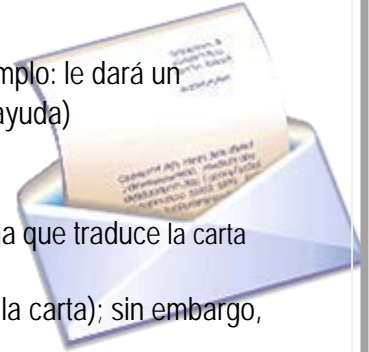 mplo: le dará un
ayuda)
a que traduce la carta
la carta); sin embargo,